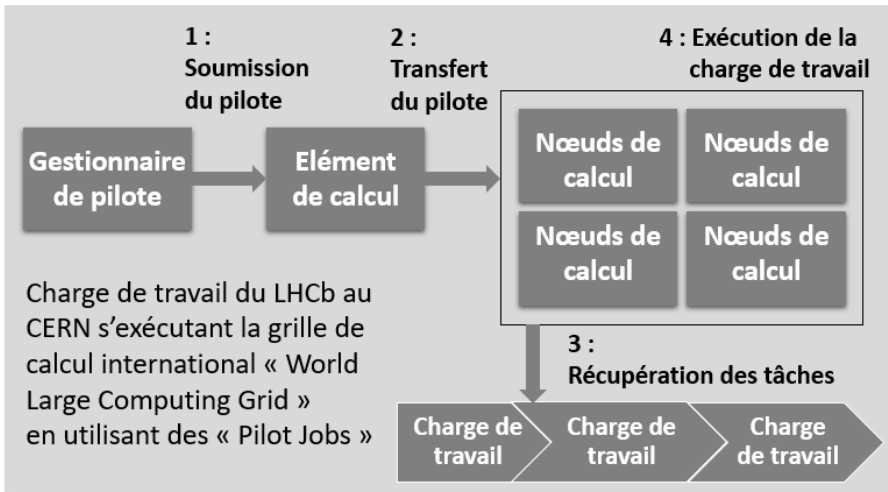 1 :
Soumission
du pilote
2 :
Transfert
du pilote
4 : Exécution de la
charge de travail
Gestionnaire
de pilote
Elément
de calcul
Nœuds de
calcul
Nœuds de
calcul
Nœuds de
calcul
Nœuds de
calcul
Charge de travail du LHCb au
CERN s’exécutant la grille de
calcul international « World
Large Computing Grid »
en utilisant des « Pilot Jobs »
3 :
Récupération des tâches
Charge de
travail
Charge de
travail
Charge
de travail